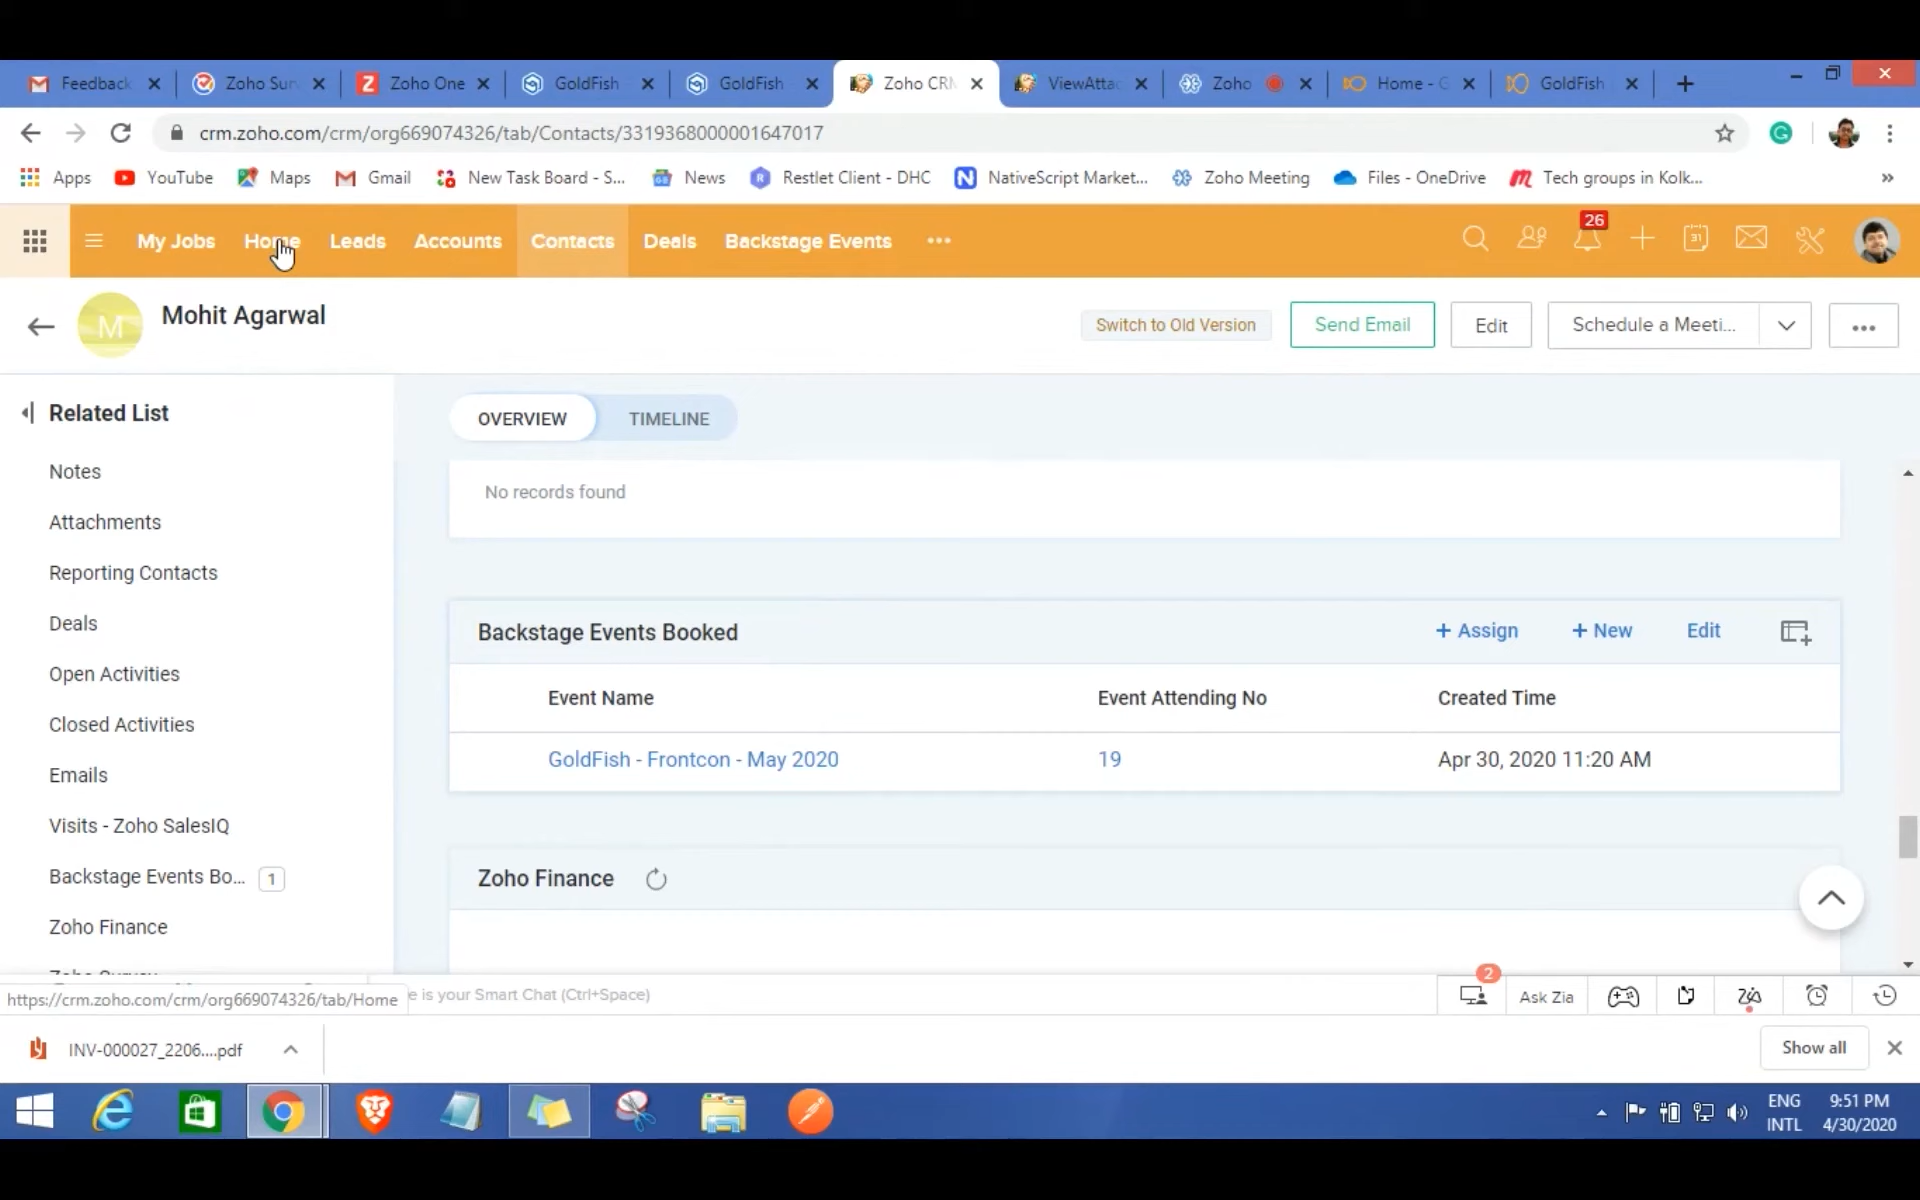 Feedback Zoho Sur Zoho One GoldFish GoldFish Zoho CRM ViewAttac Zoho Home - G GoldFish
crm.zoho.com/crm/org669074326/tab/Contacts/3319368000001647017
Apps YouTube Maps Gmail New Task Board - S... News Restlet Client - DHC NativeScript Market... Zoho Meeting Files - OneDrive Tech groups in Kolk... »
My Jobs Home Leads Accounts Contacts Deals Backstage Events ••• 26
31
M
Mohit Agarwal
Switch to Old Version Send Email Edit Schedule a Meeti...
Related List
Notes
Attachments
Reporting Contacts
Deals
Open Activities
Closed Activities
Emails
Visits - Zoho SalesIQ
Backstage Events Bo... 1
Zoho Finance
Zoho Survey
OVERVIEW TIMELINE
No records found
Backstage Events Booked + Assign + New Edit
Event Name Event Attending No Created Time
GoldFish - Frontcon - May 2020 19 Apr 30, 2020 11:20 AM
Zoho Finance
https://crm.zoho.com/crm/org669074326/tab/Home
e is your Smart Chat (Ctrl+Space)
2
Ask Zia
INV-000027_2206....pdf
Show all
ENG
INTL
9:51 PM
4/30/2020